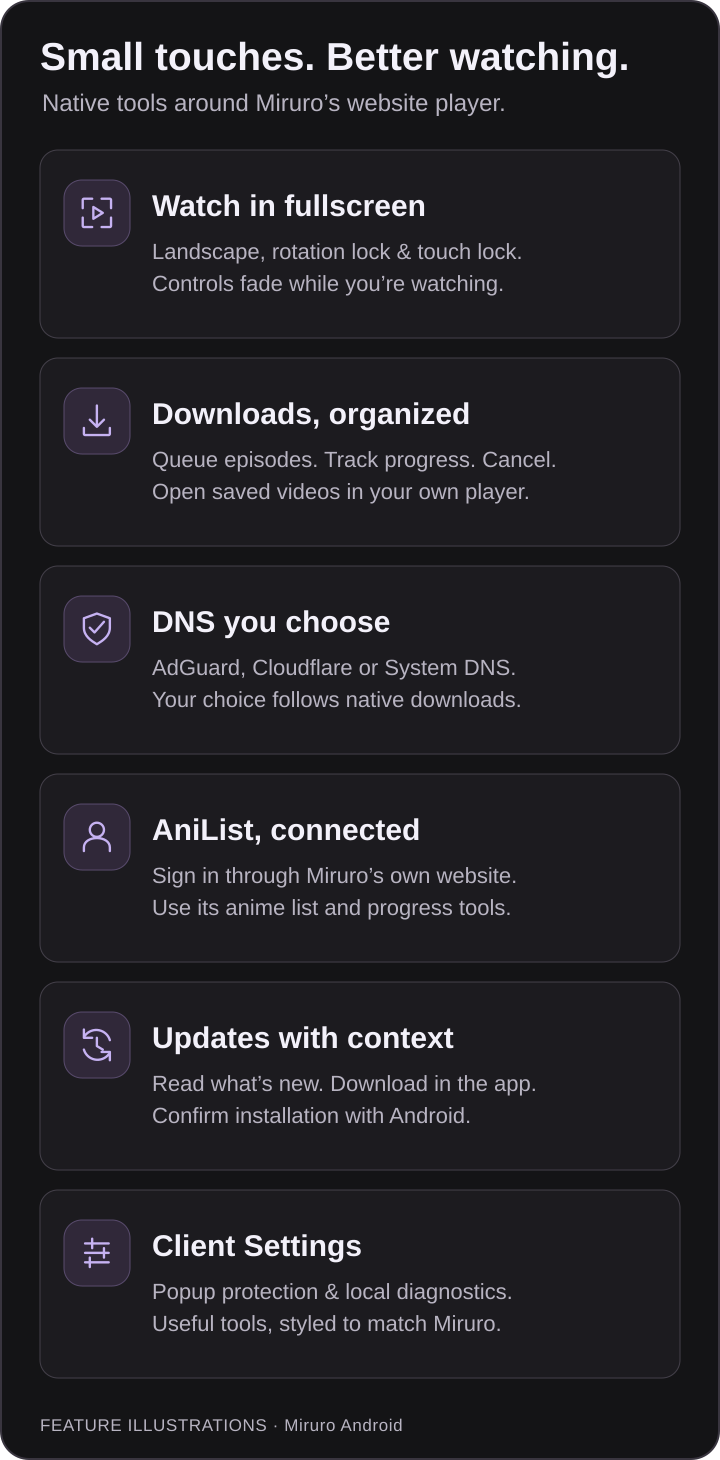 Small touches. Better watching.
Native tools around Miruro’s website player.
Watch in fullscreen
Landscape, rotation lock & touch lock.
Controls fade while you’re watching.
Downloads, organized
Queue episodes. Track progress. Cancel.
Open saved videos in your own player.
DNS you choose
AdGuard, Cloudflare or System DNS.
Your choice follows native downloads.
AniList, connected
Sign in through Miruro’s own website.
Use its anime list and progress tools.
Updates with context
Read what’s new. Download in the app.
Confirm installation with Android.
Client Settings
Popup protection & local diagnostics.
Useful tools, styled to match Miruro.
FEATURE ILLUSTRATIONS · Miruro Android